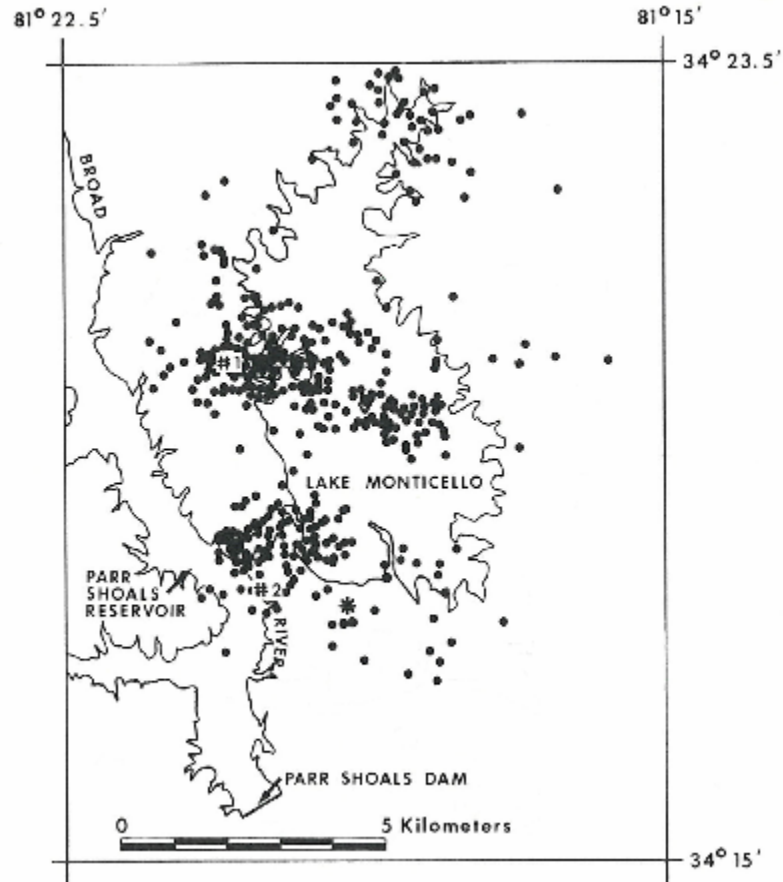 81° 22.5'
81° 15'
34° 23.5'
BROAD
#1
LAKE MONTICELLO
PARR
SHOALS
RESERVOIR
#2
*
RIVER
PARR SHOALS DAM
0
5 Kilometers
34° 15'